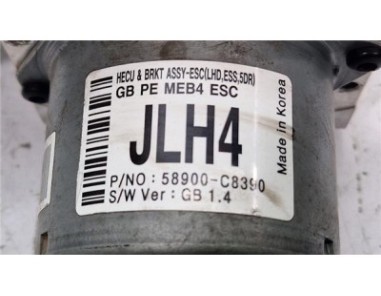 HECU & BRKT ASSY-ESC(LHD,ESS,5DR)
GB PE MEB4 ESC
JLH4
P/NO : 58900-C8390
S/W Ver : GB 1.4
Made in Korea